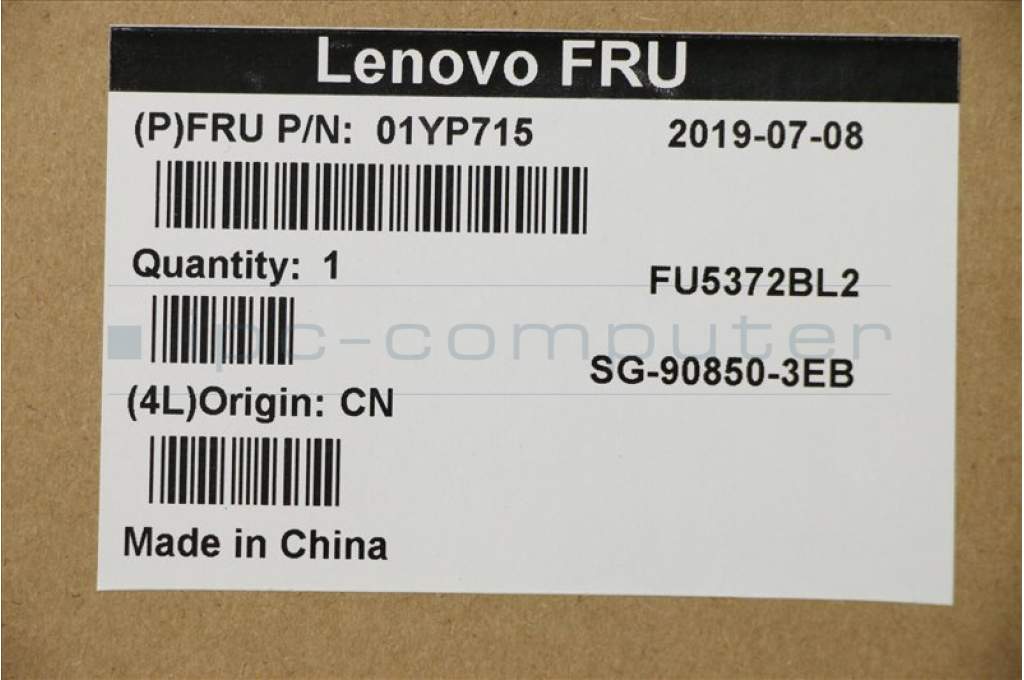 Lenovo FRU
(P)FRU P/N: 01YP715
2019-07-08
Quantity: 1
FU5372BL2
ipc-computer
SG-90850-3EB
(4L)Origin: CN
Made in China